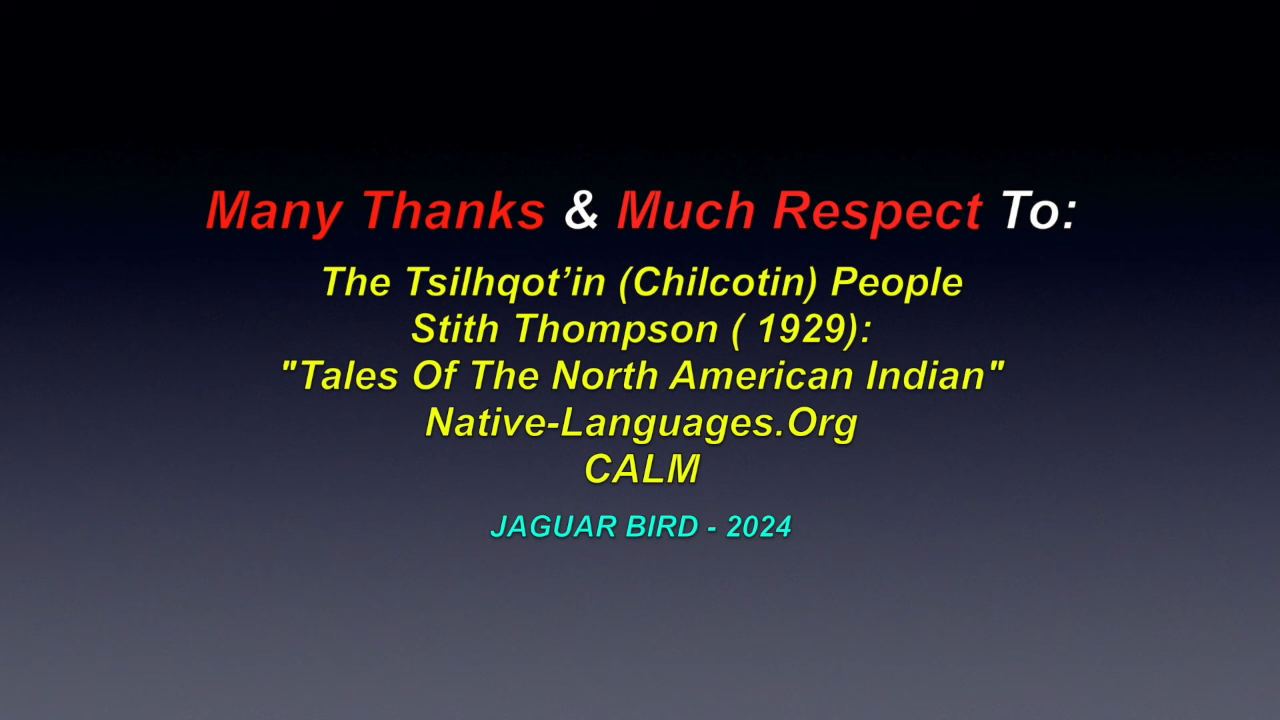 Many Thanks & Much Respect To:
The Tsilhqot’in (Chilcotin) People
Stith Thompson ( 1929):
"Tales Of The North American Indian"
Native-Languages.Org
CALM
JAGUAR BIRD - 2024